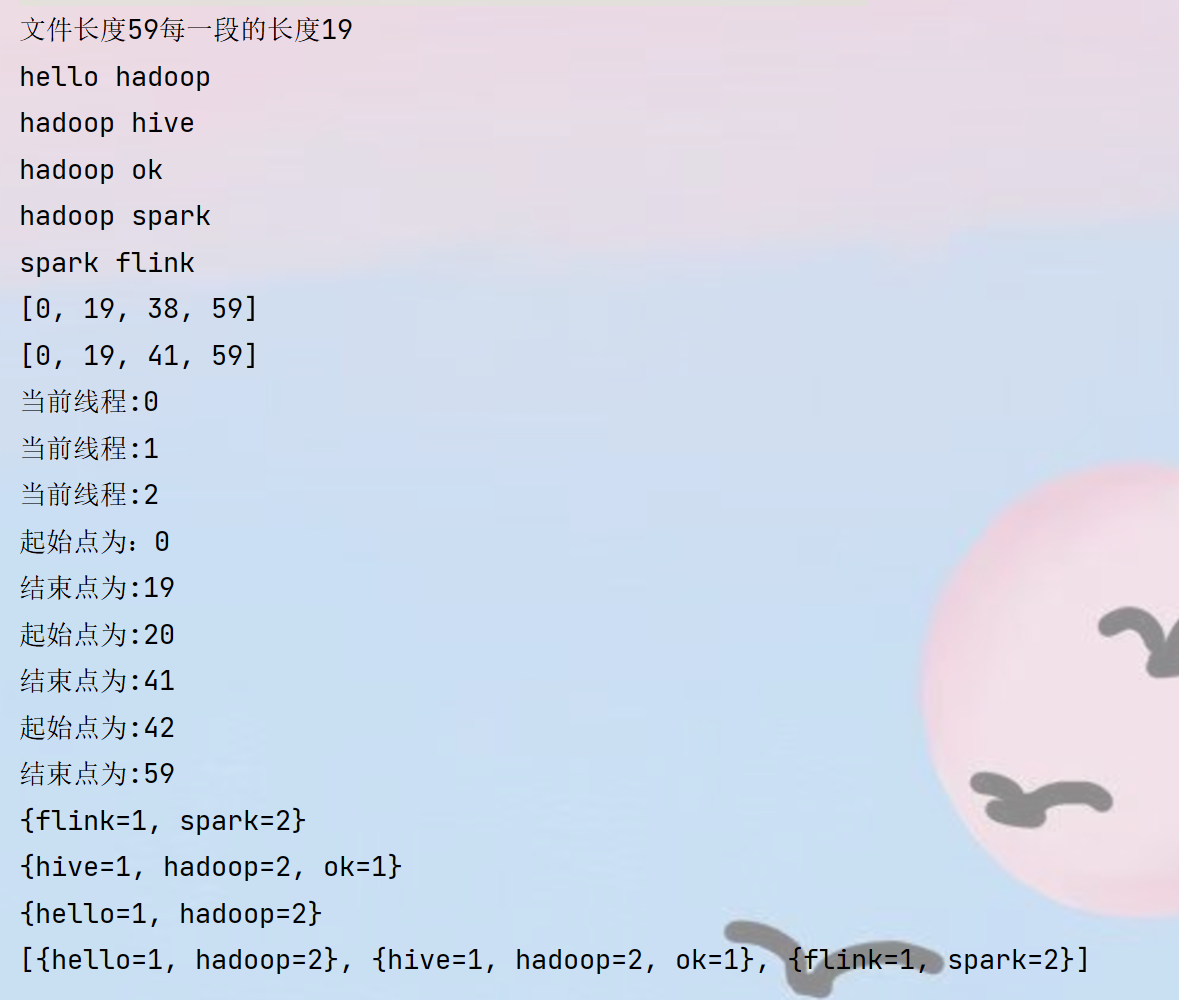 文件长度59每一段的长度19
hello hadoop
hadoop hive
hadoop ok
hadoop spark
spark flink
[0, 19, 38, 59]
[0, 19, 41, 59]
当前线程:0
当前线程:1
当前线程:2
起始点为：0
结束点为:19
起始点为:20
结束点为:41
起始点为:42
结束点为:59
{flink=1, spark=2}
{hive=1, hadoop=2, ok=1}
{hello=1, hadoop=2}
[{hello=1, hadoop=2}, {hive=1, hadoop=2, ok=1}, {flink=1, spark=2}]